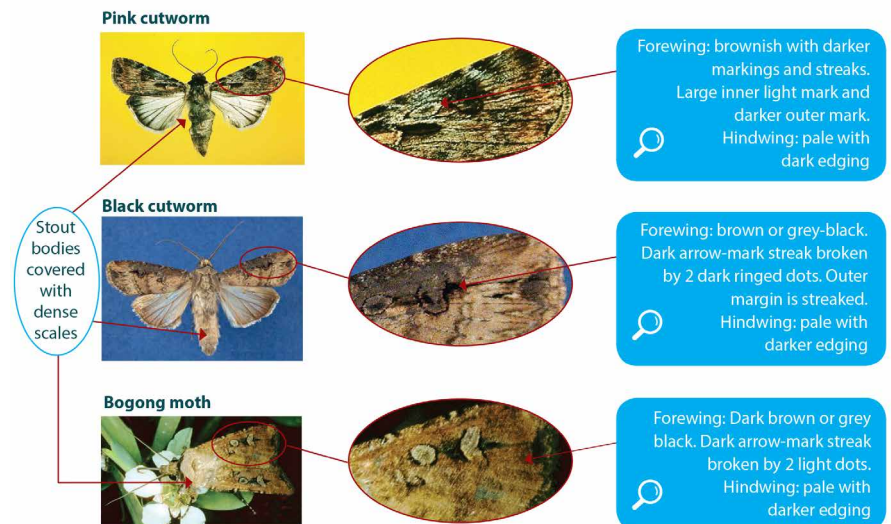 Pink cutworm
Forewing: brownish with darker
markings and streaks.
Large inner light mark and
darker outer mark.
Hindwing: pale with
dark edging
Stout
bodies
covered
with
dense
scales
Black cutworm
Forewing: brown or grey-black.
Dark arrow-mark streak broken
by 2 dark ringed dots. Outer
margin is streaked.
Hindwing: pale with
darker edging
Bogong moth
Forewing: Dark brown or grey
black. Dark arrow-mark streak
broken by 2 light dots.
Hindwing: pale with
darker edging